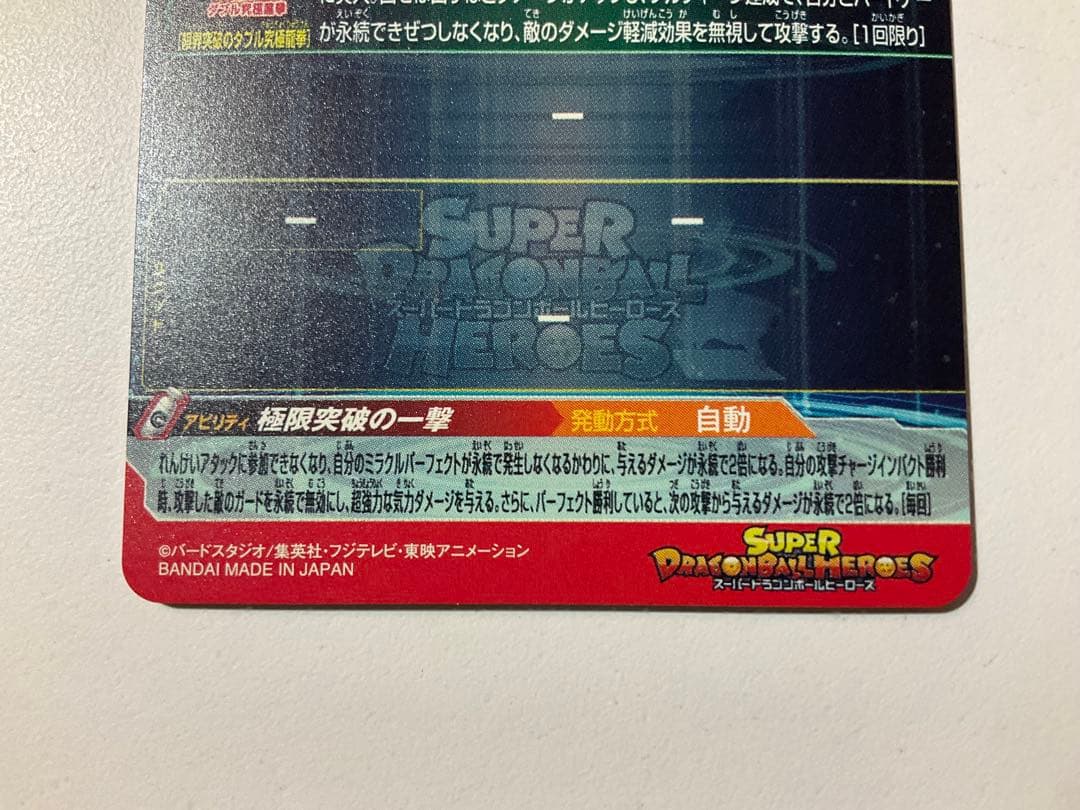 ダブル究極龍拳
[限界突破のダブル究極龍拳]
が永続できぜつしなくなり、敵のダメージ軽減効果を無視して攻撃する。[1回限り]
SUPER
DRAGONBALL
スーパードラゴンボールヒーローズ
HEROES
アビリティ 極限突破の一撃 発動方式 自動
れんけいアタックに参加できなくなり、自分のミラクルパーフェクトが永続で発生しなくなるかわりに、与えるダメージが永続で2倍になる。自分の攻撃チャージインパクト勝利
時、攻撃した敵のガードを永続で無効にし、超強力な気力ダメージを与える。さらに、パーフェクト勝利していると、次の攻撃から与えるダメージが永続で2倍になる。[毎回]
©バードスタジオ/集英社・フジテレビ・東映アニメーション
BANDAI MADE IN JAPAN
SUPER
DRAGONBALL HEROES
スーパードラゴンボールヒーローズ